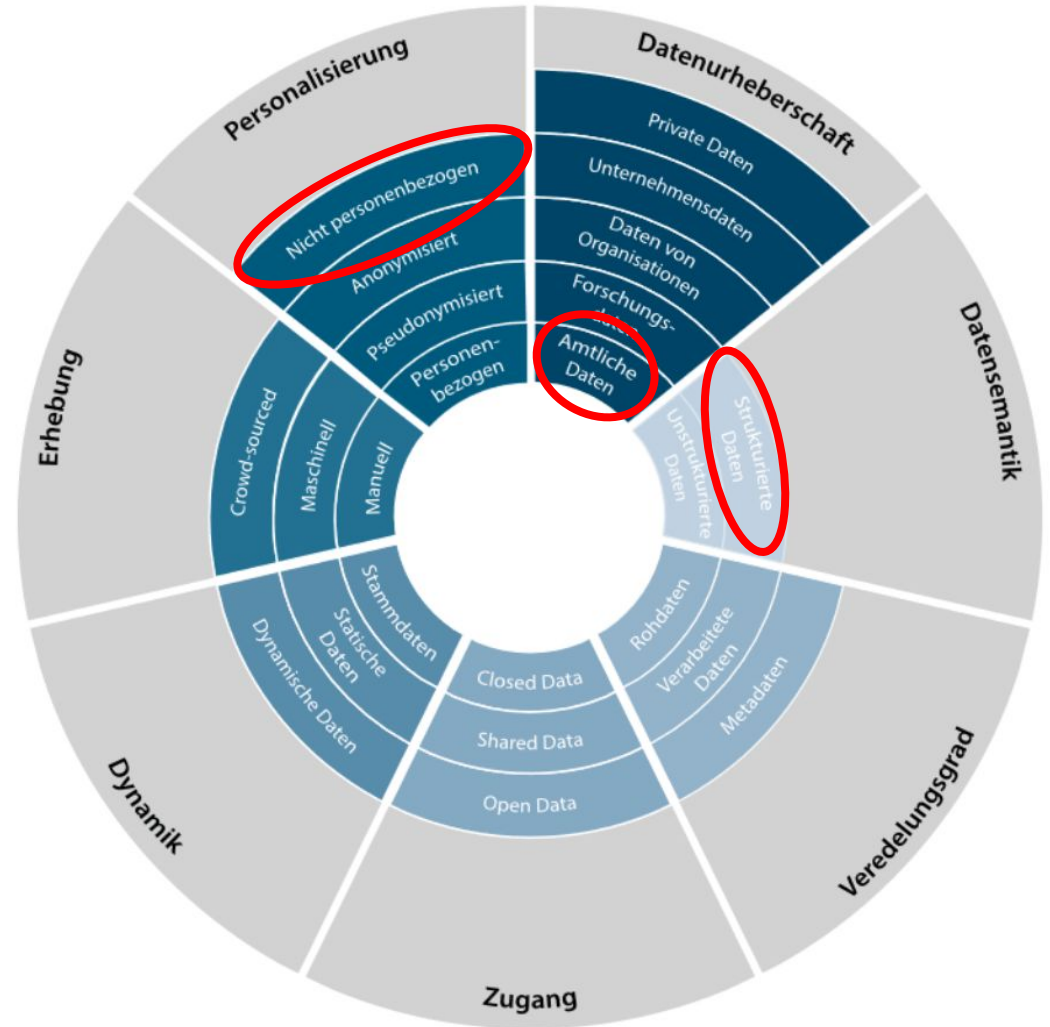 Personalisierung
Nicht personenbezogen
Anonymisiert
Pseudonymisiert
Personen-
bezogen
Datenurheberschaft
Private Daten
Unternehmensdaten
Daten von
Organisationen
Forschungs-
daten
Amtliche
Daten
Datensemantik
Strukturierte
Daten
Unstrukturierte
Daten
Veredelungsgrad
Rohdaten
Verarbeitete
Daten
Metadaten
Zugang
Closed Data
Shared Data
Open Data
Dynamik
Stammdaten
Statische
Daten
Dynamische Daten
Erhebung
Crowd-sourced
Maschinell
Manuell